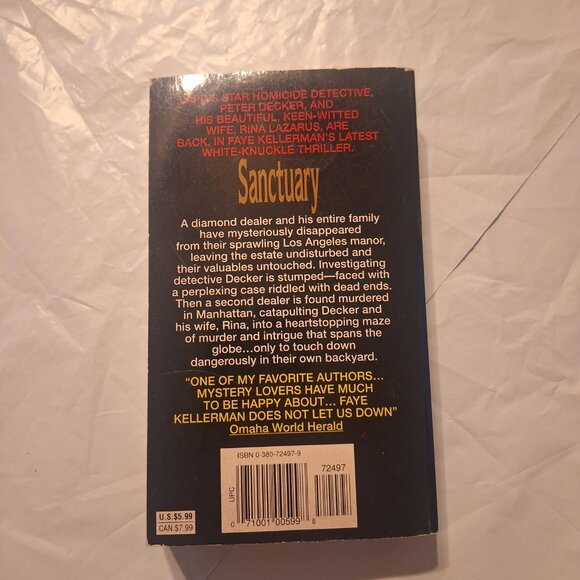 STAR HOMICIDE DETECTIVE,
PETER DECKER, AND
HIS BEAUTIFUL, KEEN-WITTED
WIFE, RINA LAZARUS, ARE
BACK, IN FAYE KELLERMAN'S LATEST
WHITE-KNUCKLE THRILLER.
Sanctuary
A diamond dealer and his entire family
have mysteriously disappeared
from their sprawling Los Angeles manor,
leaving the estate undisturbed and
their valuables untouched. Investigating
detective Decker is stumped—faced with
a perplexing case riddled with dead ends.
Then a second dealer is found murdered
in Manhattan, catapulting Decker and
his wife, Rina, into a heartstopping maze
of murder and intrigue that spans the
globe...only to touch down
dangerously in their own backyard.
"ONE OF MY FAVORITE AUTHORS...
MYSTERY LOVERS HAVE MUCH
TO BE HAPPY ABOUT... FAYE
KELLERMAN DOES NOT LET US DOWN"
Omaha World Herald
ISBN 0-380-72497-9
72497
UPC
0 71001 00599 8
U.S.$5.99
CAN.$7.99